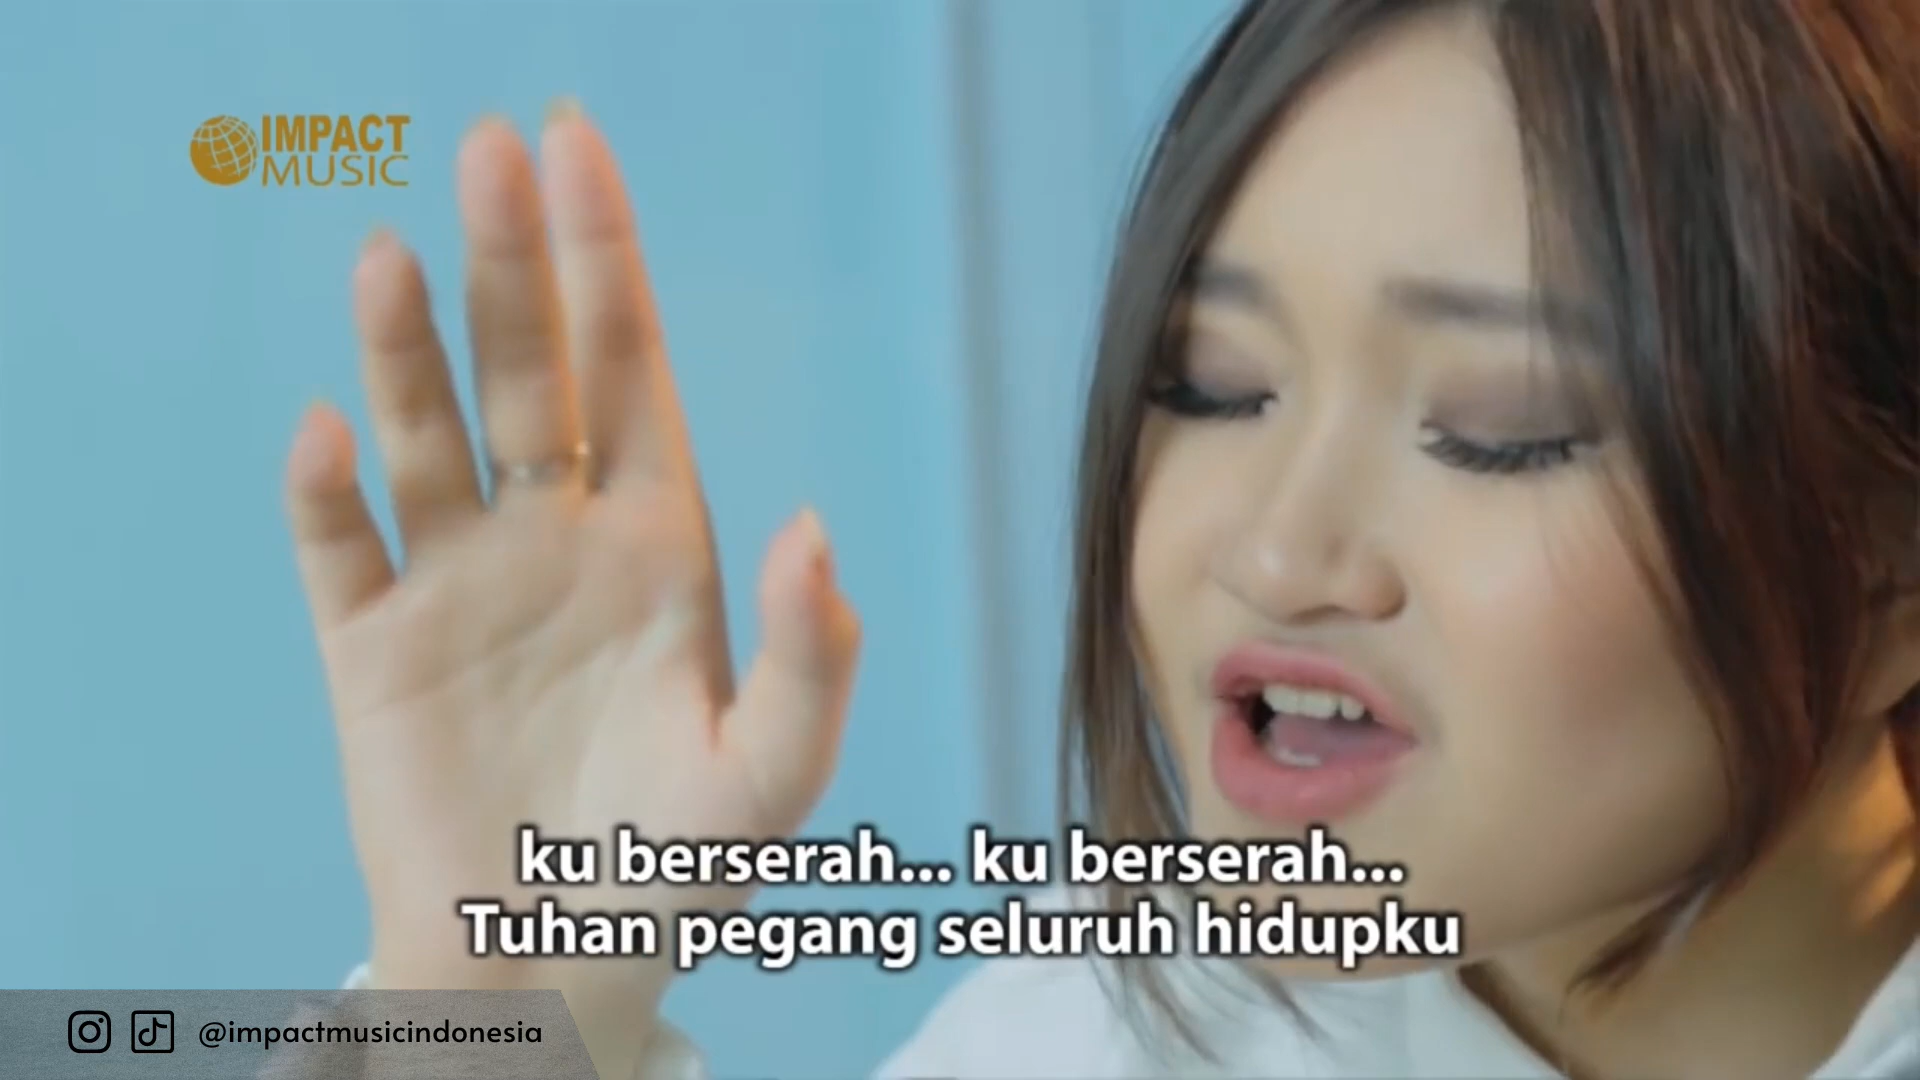 IMPACT
MUSIC
ku berserah... ku berserah...
Tuhan pegang seluruh hidupku
@impactmusicindonesia